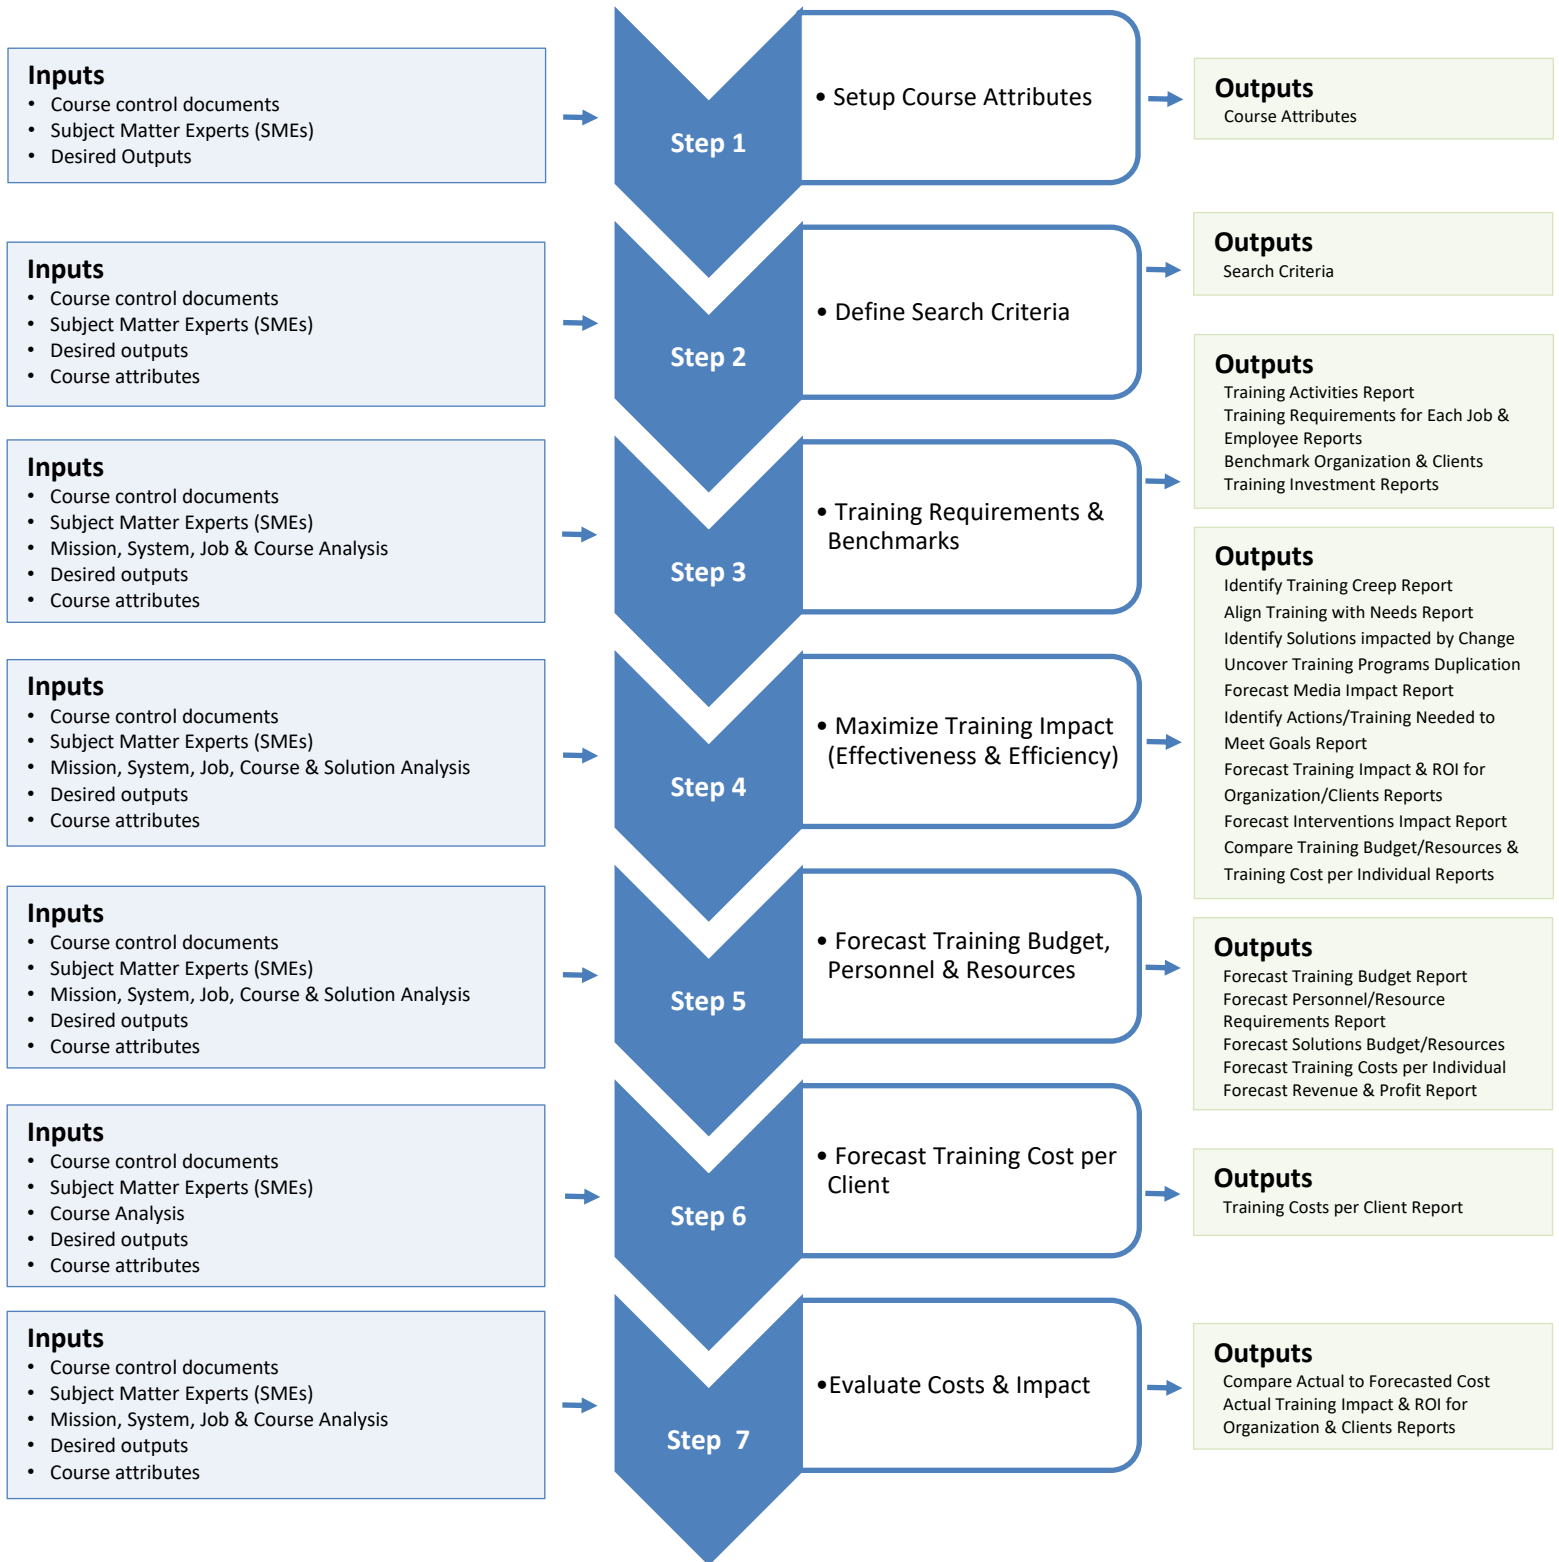 Inputs
• Course control documents
• Subject Matter Experts (SMEs)
• Desired Outputs
Step 1
• Setup Course Attributes
Outputs
Course Attributes
Inputs
• Course control documents
• Subject Matter Experts (SMEs)
• Desired outputs
• Course attributes
Step 2
• Define Search Criteria
Outputs
Search Criteria
Inputs
• Course control documents
• Subject Matter Experts (SMEs)
• Mission, System, Job & Course Analysis
• Desired outputs
• Course attributes
Step 3
• Training Requirements &
Benchmarks
Outputs
Training Activities Report
Training Requirements for Each Job &
Employee Reports
Benchmark Organization & Clients
Training Investment Reports
Inputs
• Course control documents
• Subject Matter Experts (SMEs)
• Mission, System, Job, Course & Solution Analysis
• Desired outputs
• Course attributes
Step 4
• Maximize Training Impact
(Effectiveness & Efficiency)
Outputs
Identify Training Creep Report
Align Training with Needs Report
Identify Solutions impacted by Change
Uncover Training Programs Duplication
Forecast Media Impact Report
Identify Actions/Training Needed to
Meet Goals Report
Forecast Training Impact & ROI for
Organization/Clients Reports
Forecast Interventions Impact Report
Compare Training Budget/Resources &
Training Cost per Individual Reports
Inputs
• Course control documents
• Subject Matter Experts (SMEs)
• Mission, System, Job, Course & Solution Analysis
• Desired outputs
• Course attributes
Step 5
• Forecast Training Budget,
Personnel & Resources
Outputs
Forecast Training Budget Report
Forecast Personnel/Resource
Requirements Report
Forecast Solutions Budget/Resources
Forecast Training Costs per Individual
Forecast Revenue & Profit Report
Inputs
• Course control documents
• Subject Matter Experts (SMEs)
• Course Analysis
• Desired outputs
• Course attributes
Step 6
• Forecast Training Cost per
Client
Outputs
Training Costs per Client Report
Inputs
• Course control documents
• Subject Matter Experts (SMEs)
• Mission, System, Job & Course Analysis
• Desired outputs
• Course attributes
Step 7
•Evaluate Costs & Impact
Outputs
Compare Actual to Forecasted Cost
Actual Training Impact & ROI for
Organization & Clients Reports